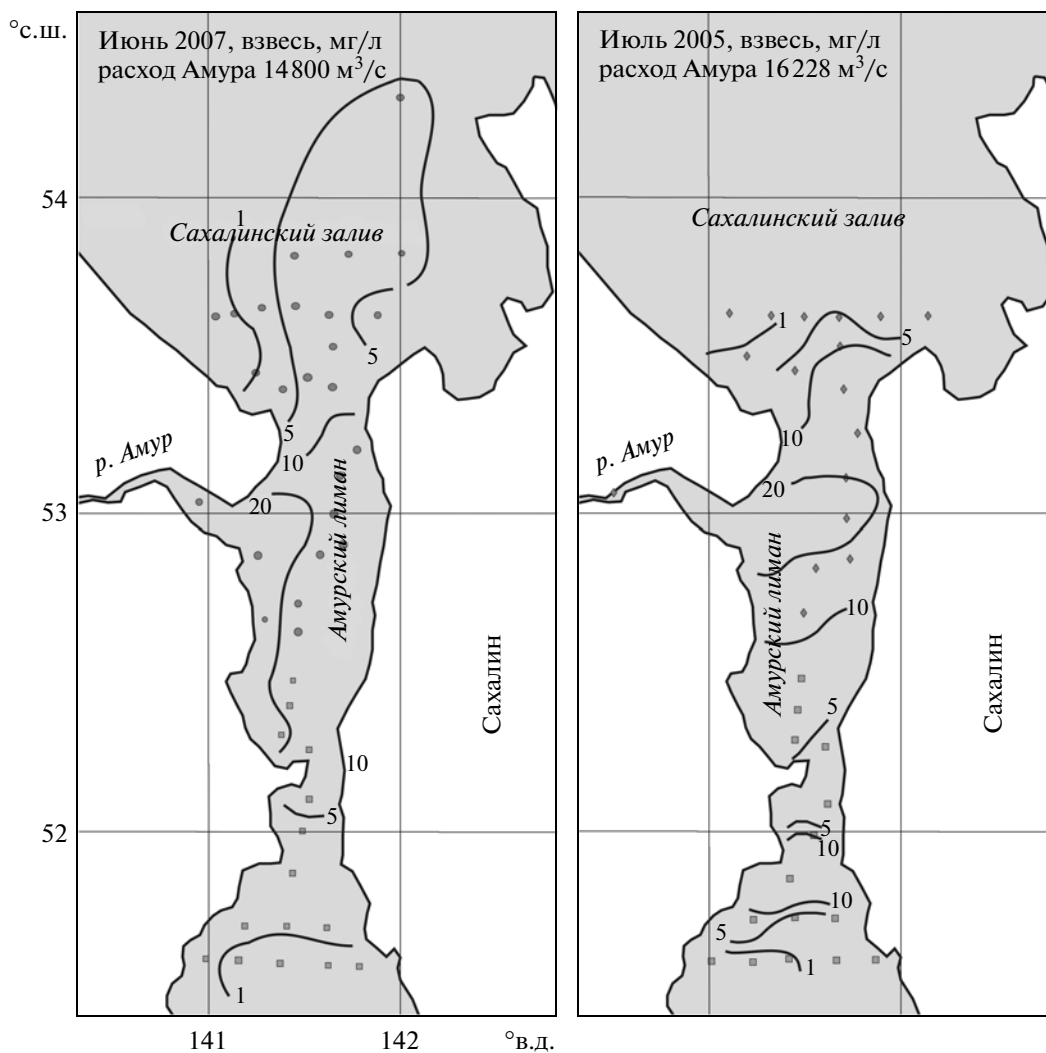 °с.ш.
Июнь 2007, взвесь, мг/л
расход Амура 14800 м³/с
54
1
Сахалинский залив
5
5
р. Амур
10
20
53
Амурский лиман
Сахалин
10
5
52
1
141
142
°в.д.
Июль 2005, взвесь, мг/л
расход Амура 16228 м³/с
Сахалинский залив
1
5
10
р. Амур
20
Амурский лиман
10
Сахалин
5
5
10
10
5
1